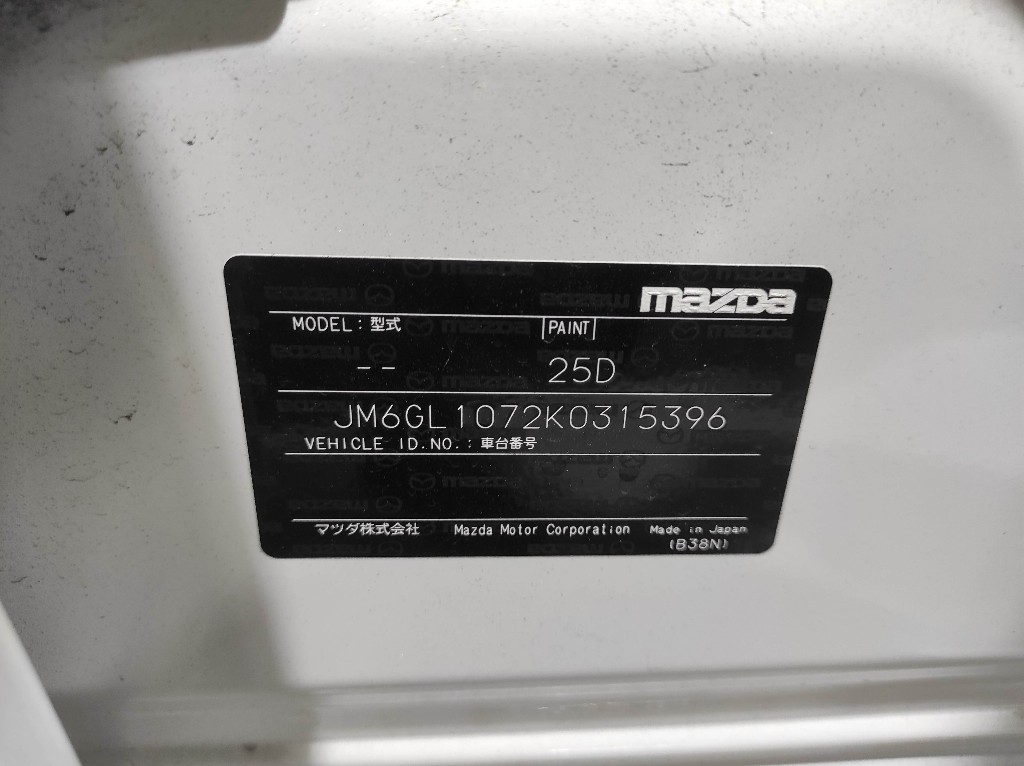 mazda
MODEL：型式 PAINT
-- 25D
JM6GL1072K0315396
VEHICLE ID.NO.：車台番号
マツダ株式会社 Mazda Motor Corporation Made in Japan
(B38N)